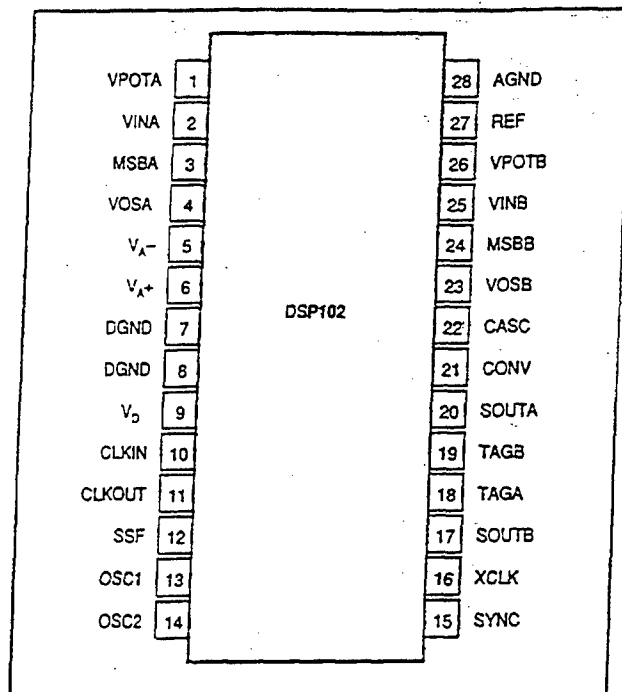 VPOTA 1 28 AGND
VINA 2 27 REF
MSBA 3 26 VPOTB
VOSA 4 25 VINB
V_A− 5 24 MSBB
V_A+ 6 23 VOSB
DSP102
DGND 7 22 CASC
DGND 8 21 CONV
V_D 9 20 SOUTA
CLKIN 10 19 TAGB
CLKOUT 11 18 TAGA
SSF 12 17 SOUTB
OSC1 13 16 XCLK
OSC2 14 15 SYNC